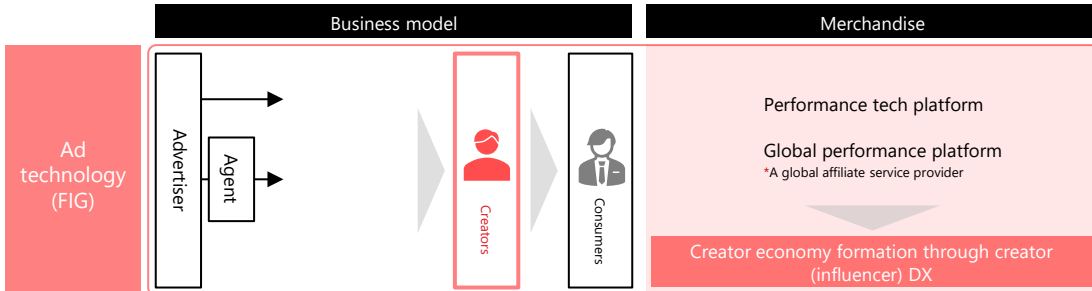 Business model
Merchandise
Ad
technology
(FIG)
Advertiser
Agent
Creators
Consumers
Performance tech platform
Global performance platform
*A global affiliate service provider
Creator economy formation through creator
(influencer) DX